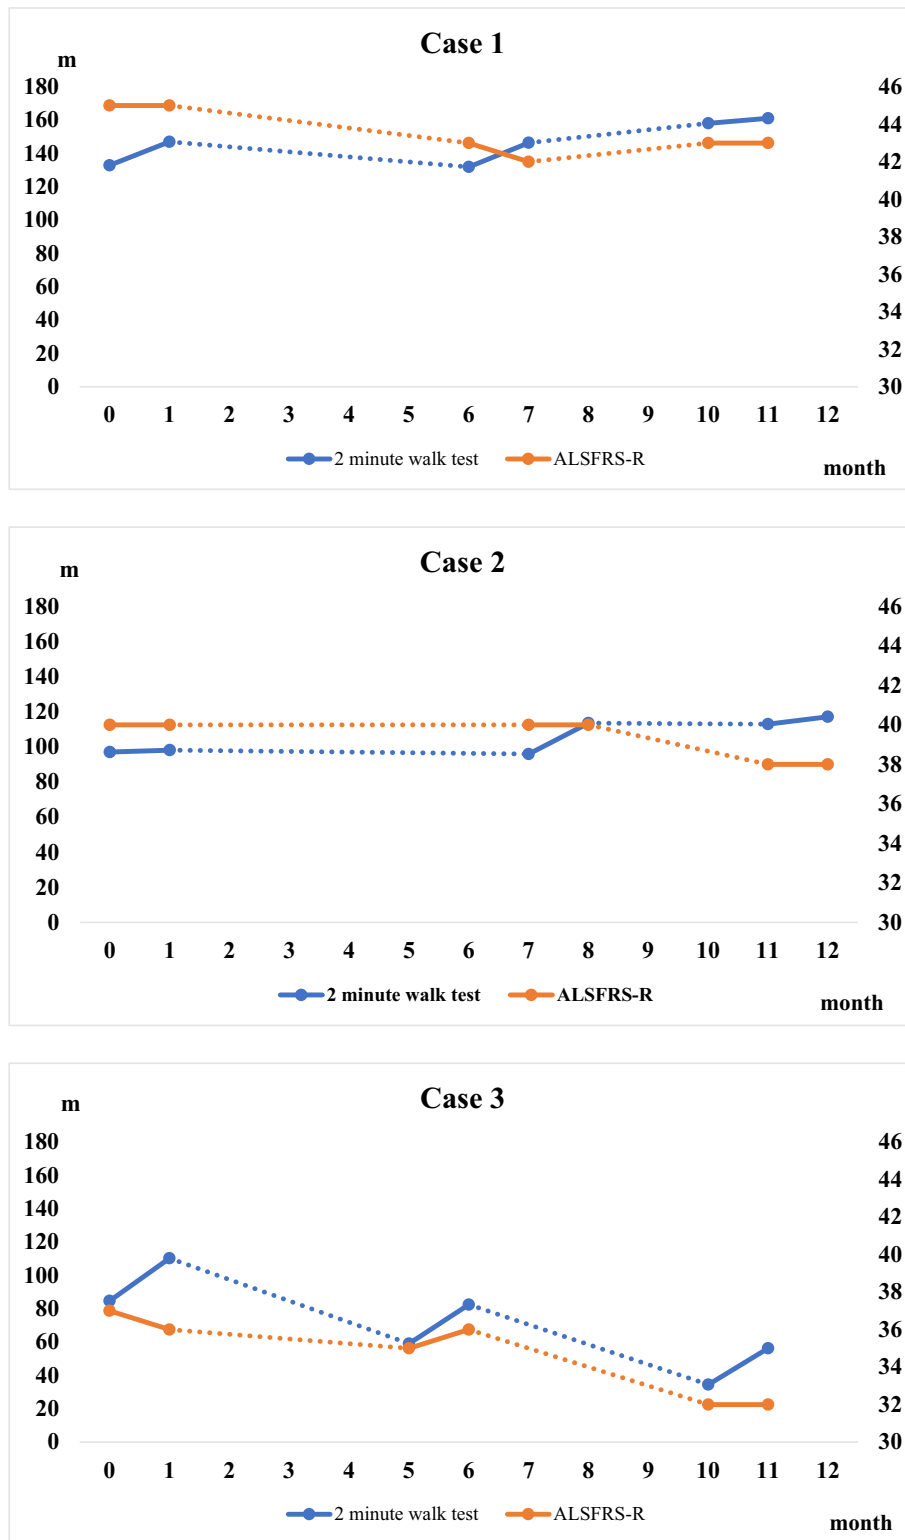 Case 1
m
180 46
160 44
140 42
120 40
100 38
80 36
60 34
40 32
20
0 30
0 1 2 3 4 5 6 7 8 9 10 11 12
2 minute walk test ALSFRS-R
month
Case 2
m
180 46
160 44
140 42
120 40
100 38
80 36
60 34
40 32
20
0 30
0 1 2 3 4 5 6 7 8 9 10 11 12
2 minute walk test ALSFRS-R
month
Case 3
m
180 46
160 44
140 42
120 40
100 38
80 36
60 34
40 32
20
0 30
0 1 2 3 4 5 6 7 8 9 10 11 12
2 minute walk test ALSFRS-R
month